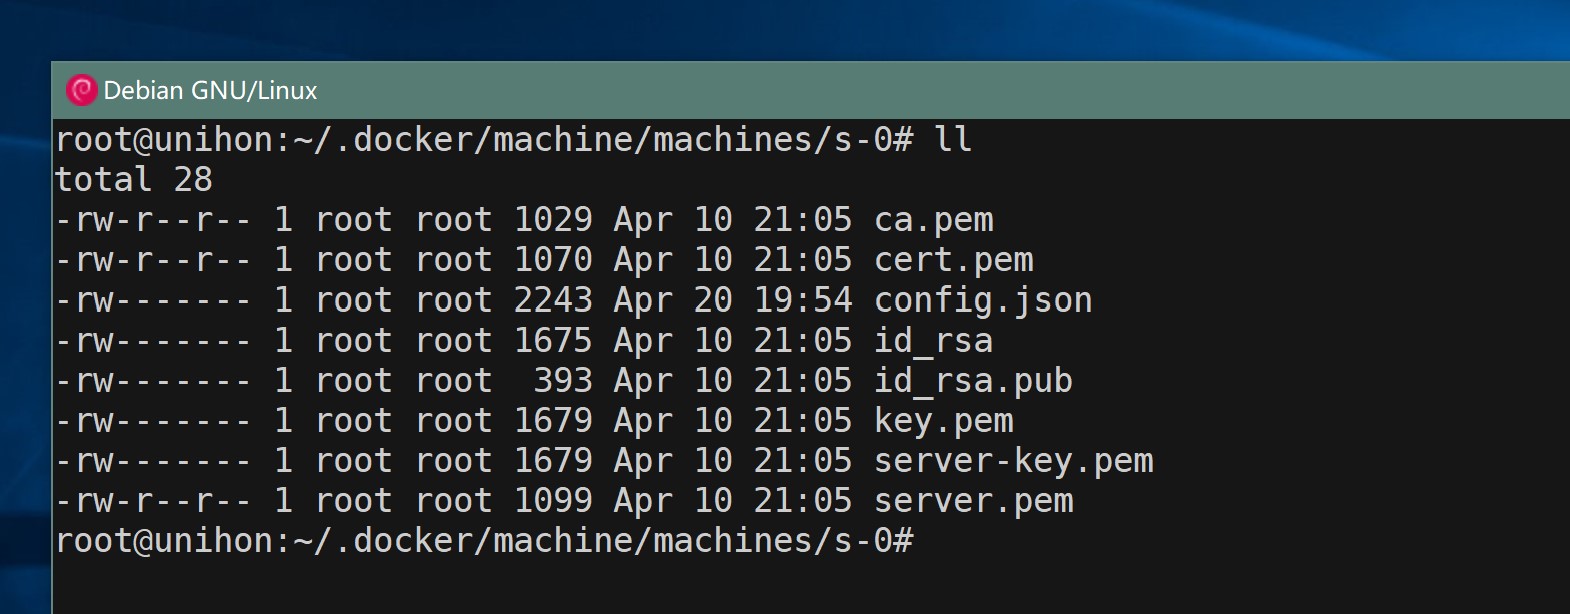 Debian GNU/Linux
root@unihon:~/.docker/machine/machines/s-0# ll
total 28
-rw-r--r-- 1 root root 1029 Apr 10 21:05 ca.pem
-rw-r--r-- 1 root root 1070 Apr 10 21:05 cert.pem
-rw------- 1 root root 2243 Apr 20 19:54 config.json
-rw------- 1 root root 1675 Apr 10 21:05 id_rsa
-rw------- 1 root root  393 Apr 10 21:05 id_rsa.pub
-rw------- 1 root root 1679 Apr 10 21:05 key.pem
-rw------- 1 root root 1679 Apr 10 21:05 server-key.pem
-rw-r--r-- 1 root root 1099 Apr 10 21:05 server.pem
root@unihon:~/.docker/machine/machines/s-0#